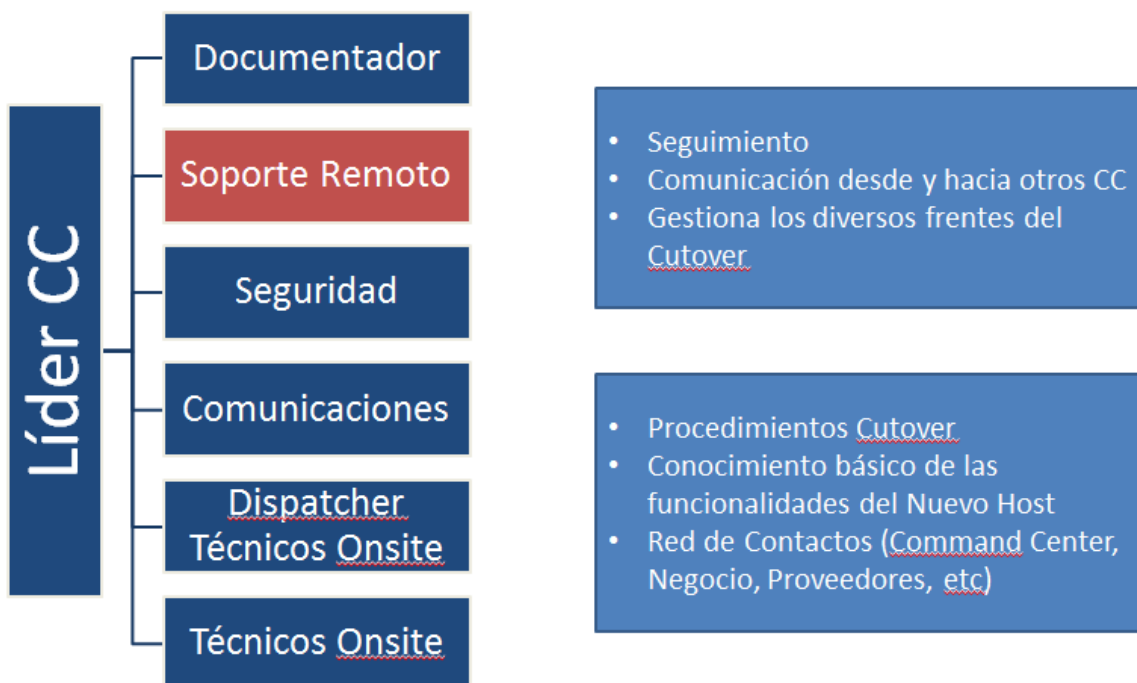 Líder CC
Documentador
Soporte Remoto
Seguridad
Comunicaciones
Dispatcher
Técnicos Onsite
Técnicos Onsite
• Seguimiento
• Comunicación desde y hacia otros CC
• Gestiona los diversos frentes del
Cutover
• Procedimientos Cutover
• Conocimiento básico de las
funcionalidades del Nuevo Host
• Red de Contactos (Command Center,
Negocio, Proveedores, etc)